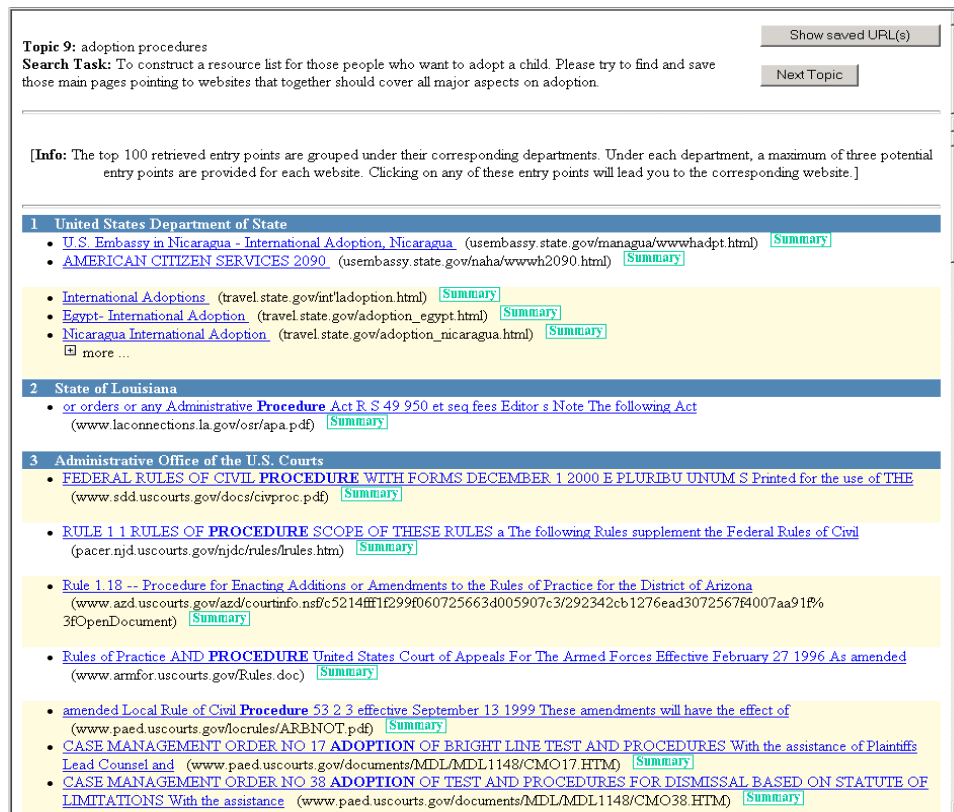 Topic 9: adoption procedures
Search Task: To construct a resource list for those people who want to adopt a child. Please try to find and save
those main pages pointing to websites that together should cover all major aspects on adoption.
Show saved URL(s)
Next Topic
[Info: The top 100 retrieved entry points are grouped under their corresponding departments. Under each department, a maximum of three potential
entry points are provided for each website. Clicking on any of these entry points will lead you to the corresponding website.]
1 United States Department of State
U.S. Embassy in Nicaragua - International Adoption, Nicaragua (usembassy.state.gov/managua/wwwhadpt.html) Summary
AMERICAN CITIZEN SERVICES 2090 (usembassy.state.gov/naha/wwwh2090.html) Summary
International Adoptions (travel.state.gov/int'ladoption.html) Summary
Egypt- International Adoption (travel.state.gov/adoption_egypt.html) Summary
Nicaragua International Adoption (travel.state.gov/adoption_nicaragua.html) Summary
more ...
2 State of Louisiana
or orders or any Administrative Procedure Act R S 49 950 et seq fees Editor s Note The following Act
(www.laconnections.la.gov/osr/apa.pdf) Summary
3 Administrative Office of the U.S. Courts
FEDERAL RULES OF CIVIL PROCEDURE WITH FORMS DECEMBER 1 2000 E PLURIBU UNUM S Printed for the use of THE
(www.sdd.uscourts.gov/docs/civproc.pdf) Summary
RULE 1 1 RULES OF PROCEDURE SCOPE OF THESE RULES a The following Rules supplement the Federal Rules of Civil
(pacer.njd.uscourts.gov/njdc/rules/lrules.htm) Summary
Rule 1.18 -- Procedure for Enacting Additions or Amendments to the Rules of Practice for the District of Arizona
(www.azd.uscourts.gov/azd/courtinfo.nsf/c5214fff1f299f060725663d005907c3/292342cb1276ead3072567f4007aa91f%
3fOpenDocument) Summary
Rules of Practice AND PROCEDURE United States Court of Appeals For The Armed Forces Effective February 27 1996 As amended
(www.armfor.uscourts.gov/Rules.doc) Summary
amended Local Rule of Civil Procedure 53 2 3 effective September 13 1999 These amendments will have the effect of
(www.paed.uscourts.gov/locrules/ARBNOT.pdf) Summary
CASE MANAGEMENT ORDER NO 17 ADOPTION OF BRIGHT LINE TEST AND PROCEDURES With the assistance of Plaintiffs
Lead Counsel and (www.paed.uscourts.gov/documents/MDL/MDL1148/CMO17.HTM) Summary
CASE MANAGEMENT ORDER NO 38 ADOPTION OF TEST AND PROCEDURES FOR DISMISSAL BASED ON STATUTE OF
LIMITATIONS With the assistance (www.paed.uscourts.gov/documents/MDL/MDL1148/CMO38.HTM) Summary